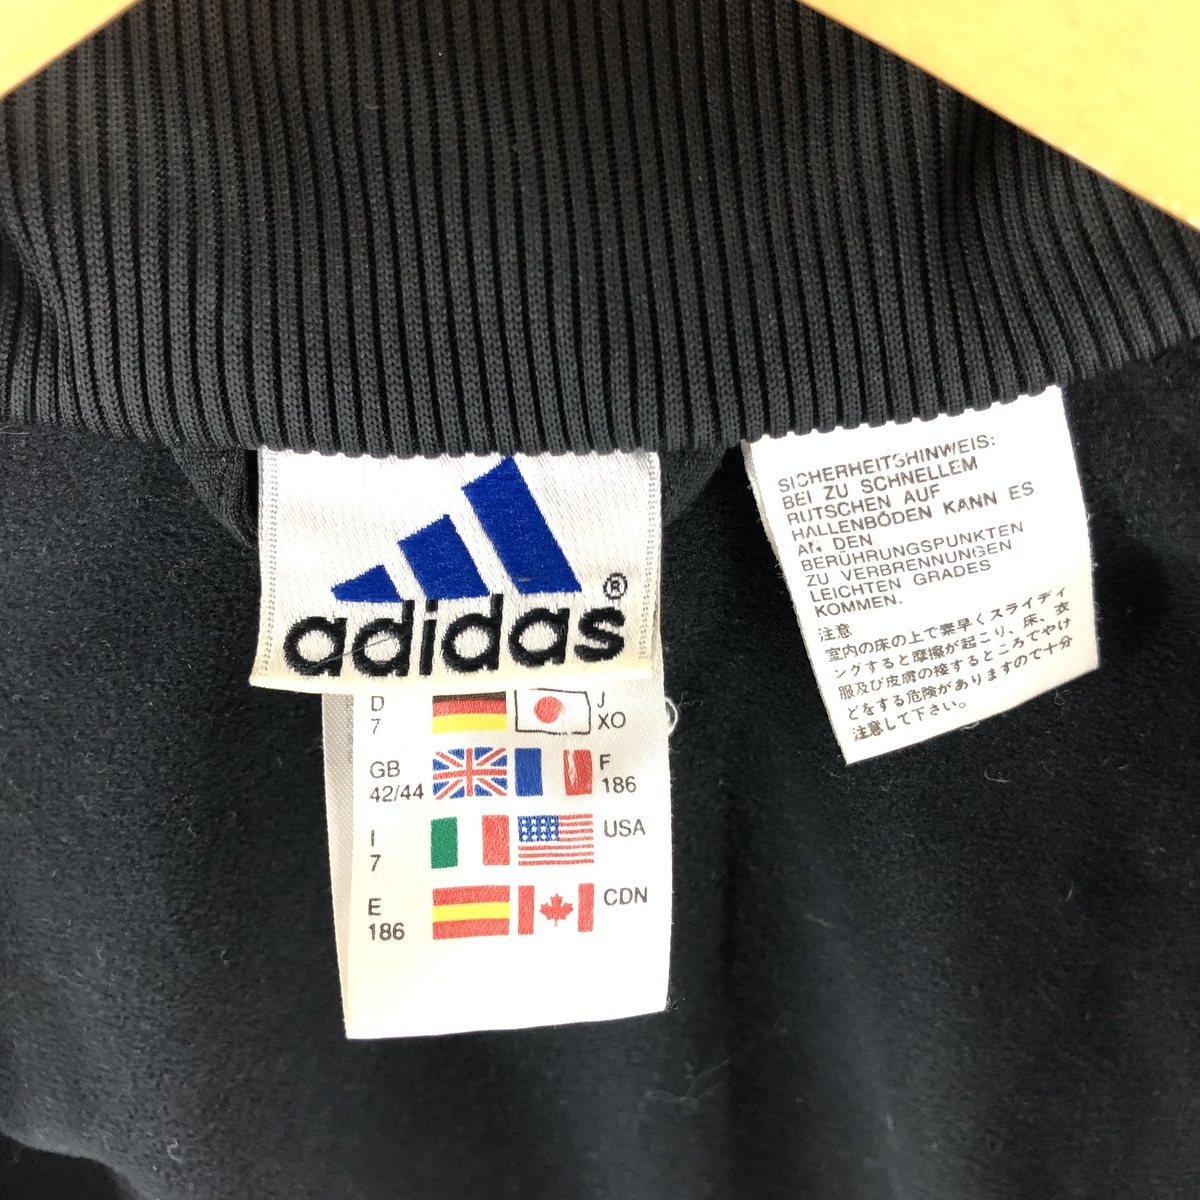 adidas®
D
7
J
XO
GB
42/44
F
186
I
7
USA
E
186
CDN
SICHERHEITSHINWEIS:
BEI ZU SCHNELLEM
RUTSCHEN AUF
HALLENBÖDEN KANN ES
AN DEN
BERÜHRUNGSPUNKTEN
ZU VERBRENNUNGEN
LEICHTEN GRADES
KOMMEN.
注意
室内の床の上で素早くスライディ
ングすると摩擦が起こり、床、衣
服及び皮膚の接するところでやけ
どをする危険がありますので十分
注意して下さい。